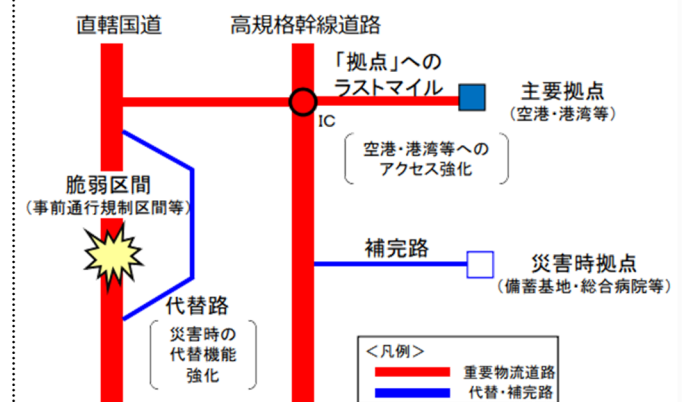 直轄国道
高規格幹線道路
「拠点」への
ラストマイル
主要拠点
(空港・港湾等)
IC
空港・港湾等への
アクセス強化
脆弱区間
(事前通行規制区間等)
補完路
災害時拠点
(備蓄基地・総合病院等)
代替路
災害時の
代替機能
強化
<凡例>
重要物流道路
代替・補完路